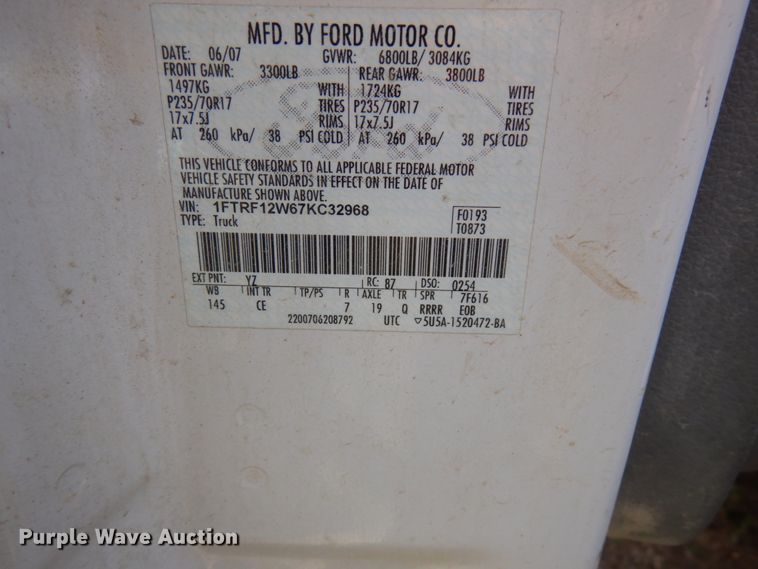 MFD. BY FORD MOTOR CO.
DATE: 06/07 GVWR: 6800LB/ 3084KG
FRONT GAWR: 3300LB REAR GAWR: 3800LB
1497KG WITH 1724KG WITH
P235/70R17 TIRES P235/70R17 TIRES
17x7.5J RIMS 17x7.5J RIMS
AT 260 kPa/ 38 PSI COLD AT 260 kPa/ 38 PSI COLD
THIS VEHICLE CONFORMS TO ALL APPLICABLE FEDERAL MOTOR
VEHICLE SAFETY STANDARDS IN EFFECT ON THE DATE OF
MANUFACTURE SHOWN ABOVE.
VIN: 1FTRF12W67KC32968 F0193
TYPE: Truck T0873
EXT PNT: YZ RC: 87 DSO: 0254
WB INT TR TP/PS R AXLE TR SPR 7F616
145 CE 7 19 Q RRRR EOB
2200706208792 UTC ▽5U5A-1520472-BA
Purple Wave Auction